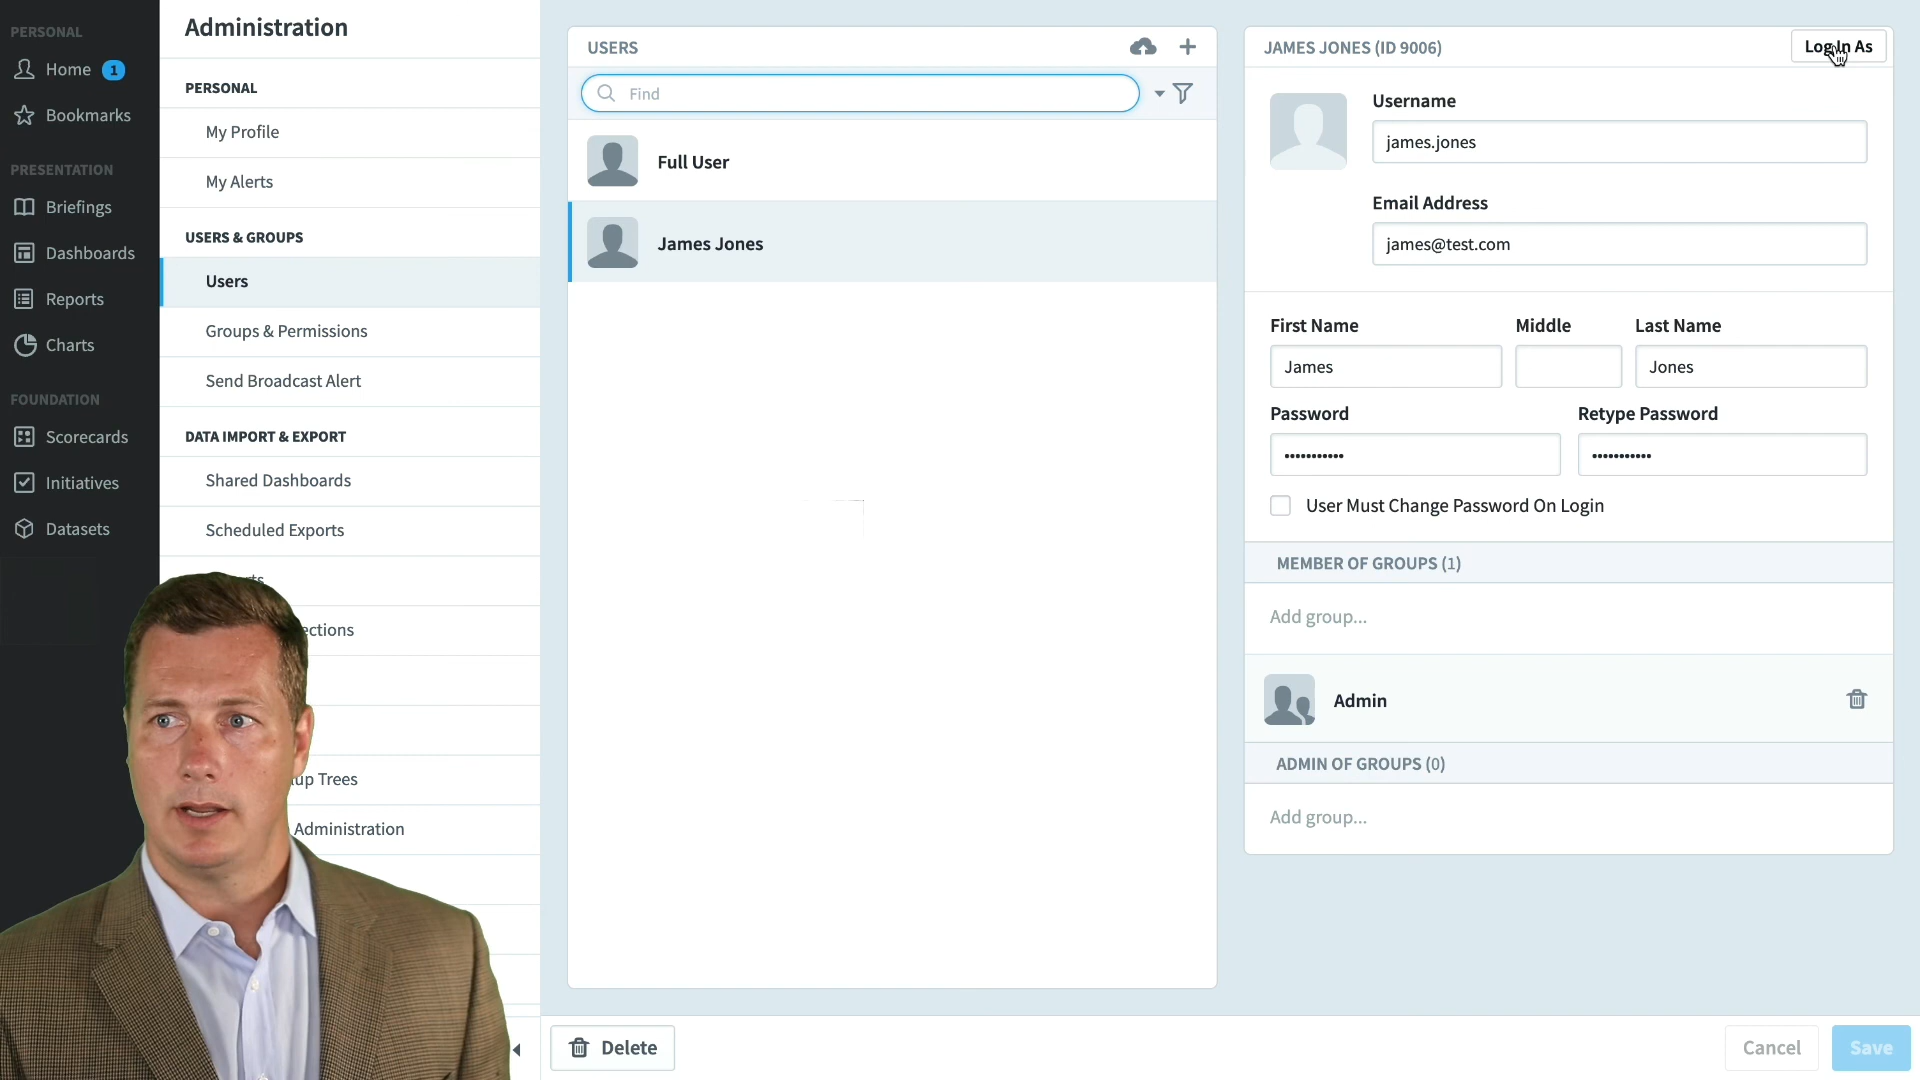 PERSONAL
Home 1
Bookmarks
PRESENTATION
Briefings
Dashboards
Reports
Charts
FOUNDATION
Scorecards
Initiatives
Datasets
Administration
PERSONAL
My Profile
My Alerts
USERS & GROUPS
Users
Groups & Permissions
Send Broadcast Alert
DATA IMPORT & EXPORT
Shared Dashboards
Scheduled Exports
Administration
USERS
Find
Full User
James Jones
Delete
JAMES JONES (ID 9006)
Log In As
Username
james.jones
Email Address
james@test.com
First Name Middle Last Name
James Jones
Password Retype Password
••••••••••• •••••••••••
User Must Change Password On Login
MEMBER OF GROUPS (1)
Add group...
Admin
ADMIN OF GROUPS (0)
Add group...
Cancel Save